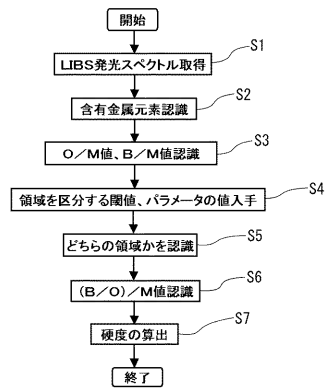 開始
S1
LIBS発光スペクトル取得
S2
含有金属元素認識
S3
O/M値、B/M値認識
S4
領域を区分する閾値、パラメータの値入手
S5
どちらの領域かを認識
S6
(B/O)/M値認識
S7
硬度の算出
終了